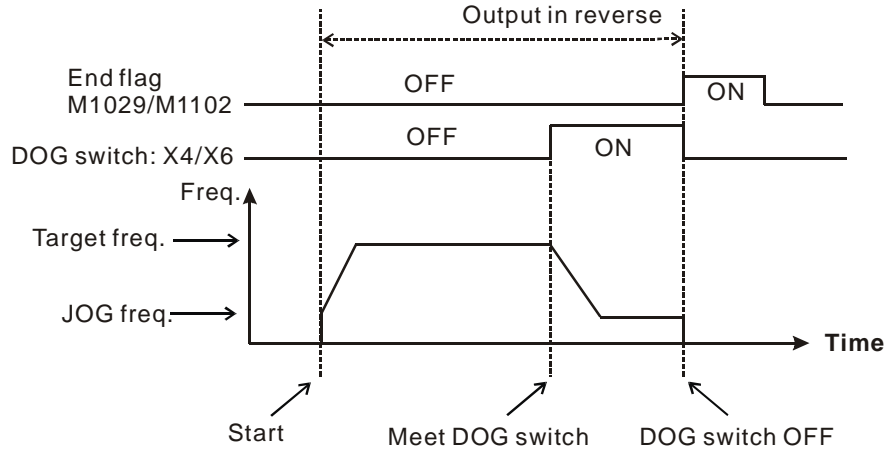 Output in reverse
End flag
M1029/M1102
OFF
ON
DOG switch: X4/X6
OFF
ON
Freq.
Target freq.
JOG freq.
Time
Start
Meet DOG switch
DOG switch OFF